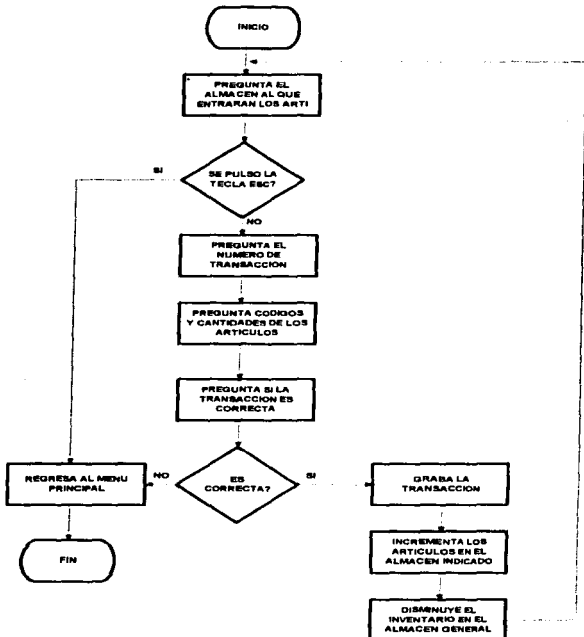 INICIO
PREGUNTA EL
ALMACEN AL QUE
ENTRARAN LOS ARTI
SI
SE PULSO LA
TECLA ESC?
NO
PREGUNTA EL
NUMERO DE
TRANSACCION
PREGUNTA CODIGOS
Y CANTIDADES DE LOS
ARTICULOS
PREGUNTA SI LA
TRANSACCION ES
CORRECTA
REGRESA AL MENU
PRINCIPAL
NO
ES
CORRECTA?
SI
GRABA LA
TRANSACCION
FIN
INCREMENTA LOS
ARTICULOS EN EL
ALMACEN INDICADO
DISMINUYE EL
INVENTARIO EN EL
ALMACEN GENERAL